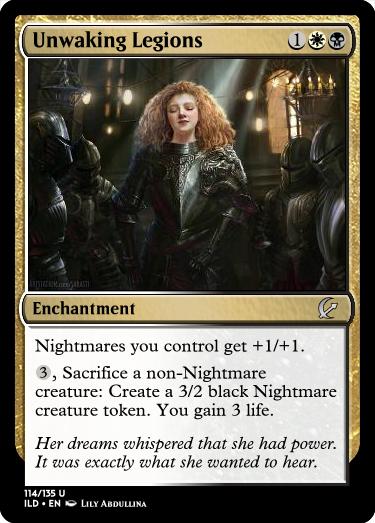 Unwaking Legions 1
Enchantment
Nightmares you control get +1/+1.
3, Sacrifice a non-Nightmare
creature: Create a 3/2 black Nightmare
creature token. You gain 3 life.
Her dreams whispered that she had power.
It was exactly what she wanted to hear.
114/135 U
ILD • EN Lily Abdullina